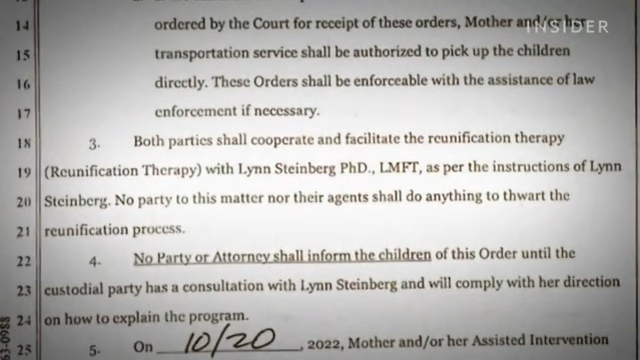 INSIDER
14 ordered by the Court for receipt of these orders, Mother and/or her
15 transportation service shall be authorized to pick up the children
16 directly. These Orders shall be enforceable with the assistance of law
17 enforcement if necessary.
18 3. Both parties shall cooperate and facilitate the reunification therapy
19 (Reunification Therapy) with Lynn Steinberg PhD., LMFT, as per the instructions of Lynn
20 Steinberg. No party to this matter nor their agents shall do anything to thwart the
21 reunification process.
22 4. No Party or Attorney shall inform the children of this Order until the
23 custodial party has a consultation with Lynn Steinberg and will comply with her direction
24 on how to explain the program.
25 5. On 10/20, 2022, Mother and/or her Assisted Intervention
63-0988